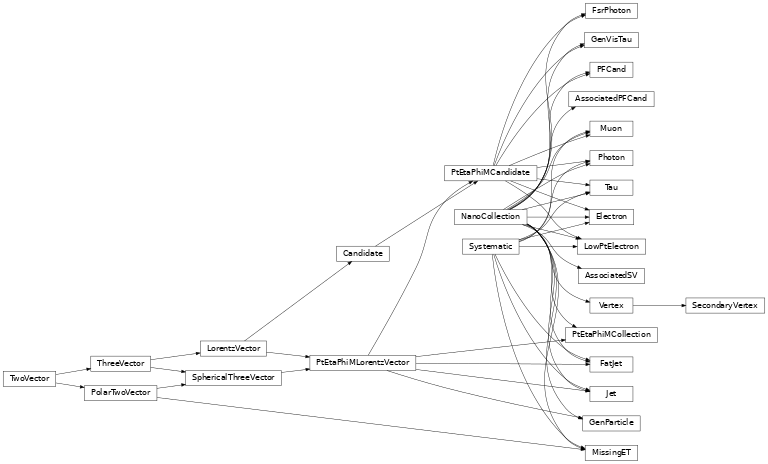 FsrPhoton
GenVisTau
PFCand
AssociatedPFCand
Muon
Photon
PtEtaPhiMCandidate
Tau
NanoCollection
Electron
Systematic
LowPtElectron
Candidate
AssociatedSV
Vertex
SecondaryVertex
PtEtaPhiMCollection
LorentzVector
ThreeVector
PtEtaPhiMLorentzVector
FatJet
TwoVector
SphericalThreeVector
PolarTwoVector
Jet
GenParticle
MissingET